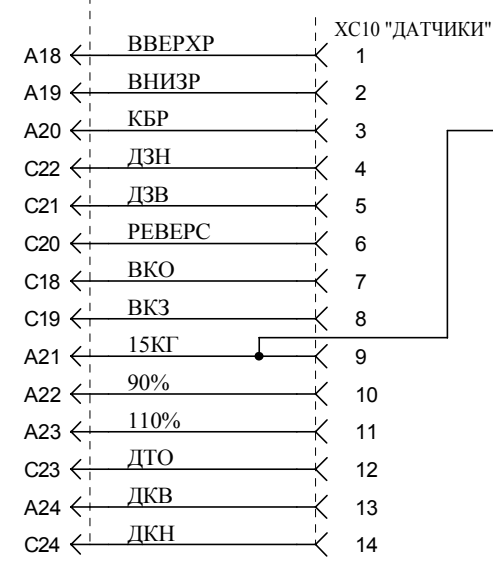 XC10 "ДАТЧИКИ"
A18 ВВЕРХР 1
A19 ВНИЗР 2
A20 КБР 3
C22 ДЗН 4
C21 ДЗВ 5
C20 РЕВЕРС 6
C18 ВКО 7
C19 ВКЗ 8
A21 15КГ 9
A22 90% 10
A23 110% 11
C23 ДТО 12
A24 ДКВ 13
C24 ДКН 14